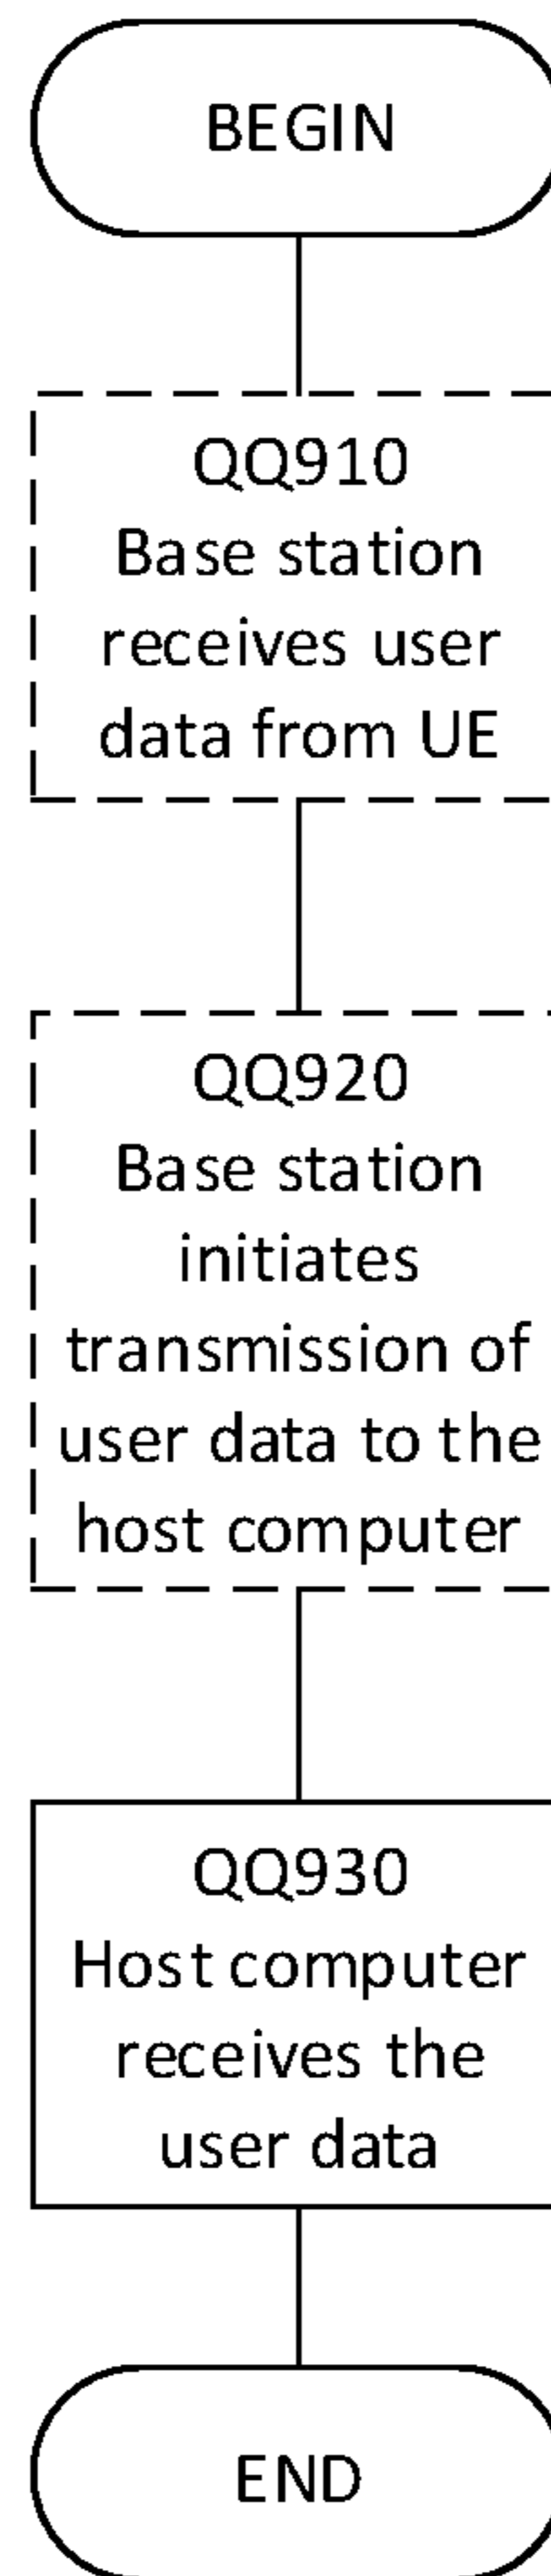 BEGIN
QQ910
Base station
receives user
data from UE
QQ920
Base station
initiates
transmission of
user data to the
host computer
QQ930
Host computer
receives the
user data
END